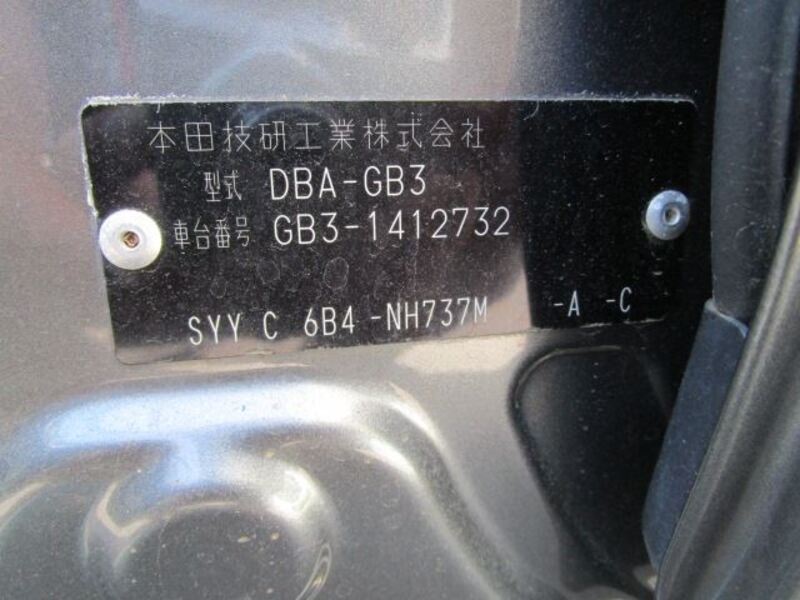 本田技研工業株式会社
型式 DBA-GB3
車台番号 GB3-1412732
SYY C 6B4 -NH737M -A -C